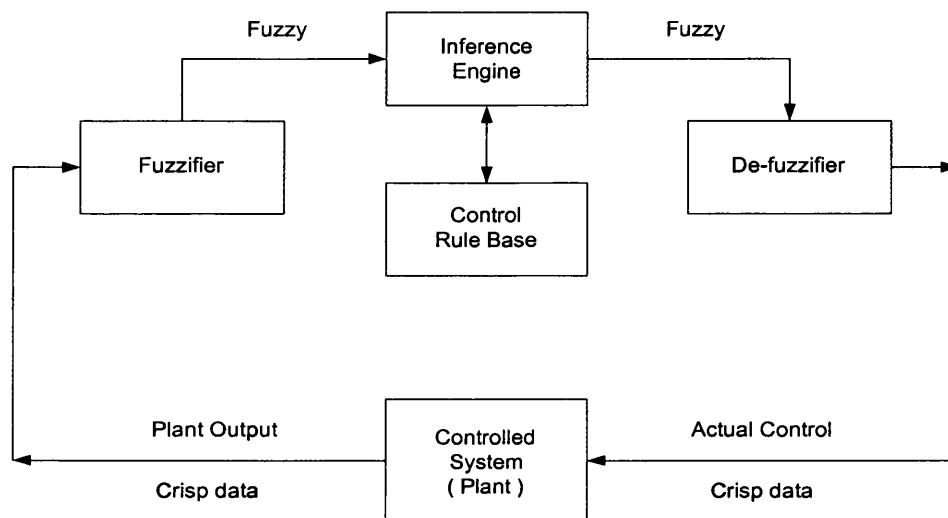 Fuzzy
Inference
Engine
Fuzzy
Fuzzifier
De-fuzzifier
Control
Rule Base
Plant Output
Crisp data
Controlled
System
( Plant )
Actual Control
Crisp data